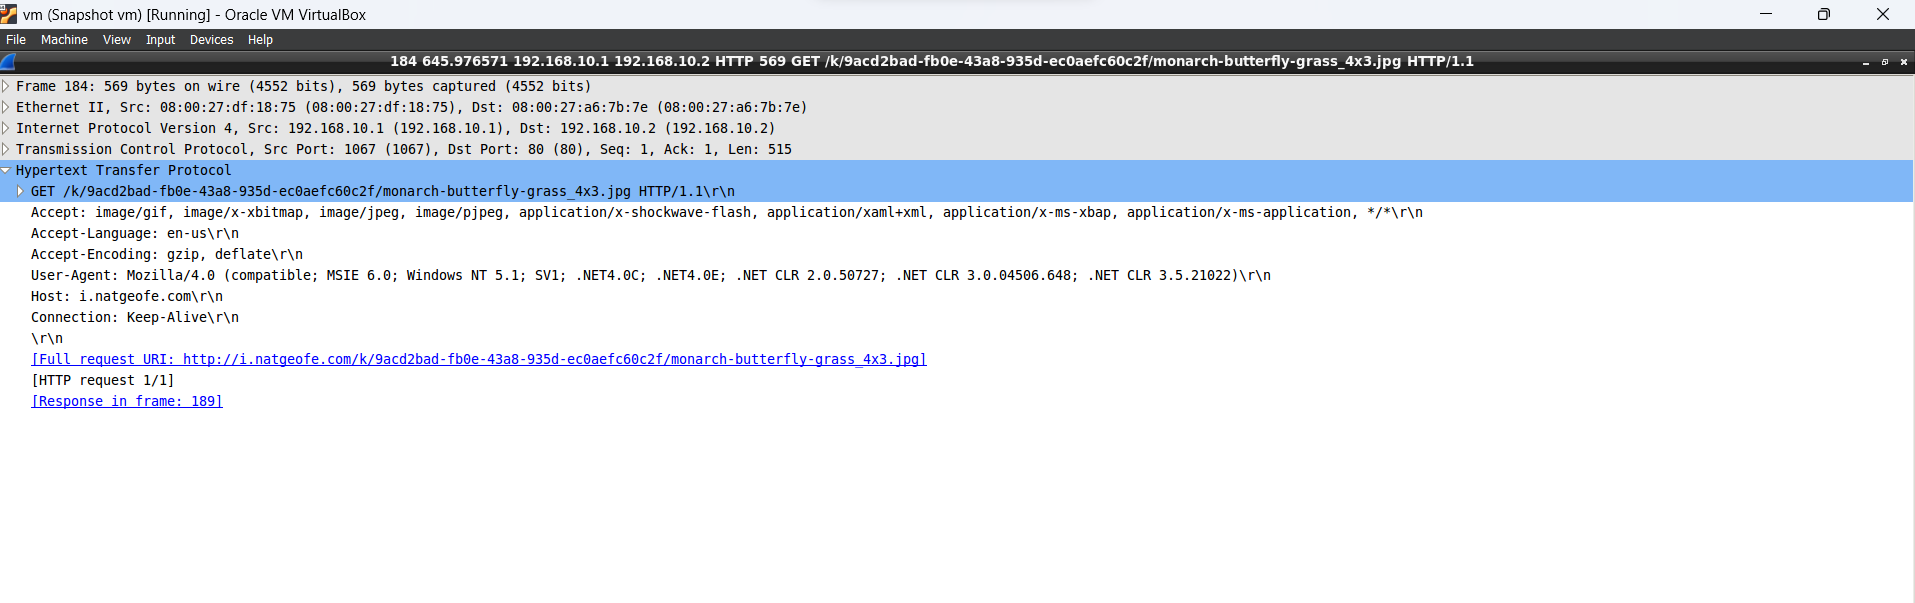 vm (Snapshot vm) [Running] - Oracle VM VirtualBox
File Machine View Input Devices Help
184 645.976571 192.168.10.1 192.168.10.2 HTTP 569 GET /k/9acd2bad-fb0e-43a8-935d-ec0aefc60c2f/monarch-butterfly-grass_4x3.jpg HTTP/1.1
Frame 184: 569 bytes on wire (4552 bits), 569 bytes captured (4552 bits)
Ethernet II, Src: 08:00:27:df:18:75 (08:00:27:df:18:75), Dst: 08:00:27:a6:7b:7e (08:00:27:a6:7b:7e)
Internet Protocol Version 4, Src: 192.168.10.1 (192.168.10.1), Dst: 192.168.10.2 (192.168.10.2)
Transmission Control Protocol, Src Port: 1067 (1067), Dst Port: 80 (80), Seq: 1, Ack: 1, Len: 515
Hypertext Transfer Protocol
GET /k/9acd2bad-fb0e-43a8-935d-ec0aefc60c2f/monarch-butterfly-grass_4x3.jpg HTTP/1.1\r\n
Accept: image/gif, image/x-xbitmap, image/jpeg, image/pjpeg, application/x-shockwave-flash, application/xaml+xml, application/x-ms-xbap, application/x-ms-application, */*\r\n
Accept-Language: en-us\r\n
Accept-Encoding: gzip, deflate\r\n
User-Agent: Mozilla/4.0 (compatible; MSIE 6.0; Windows NT 5.1; SV1; .NET4.0C; .NET4.0E; .NET CLR 2.0.50727; .NET CLR 3.0.04506.648; .NET CLR 3.5.21022)\r\n
Host: i.natgeofe.com\r\n
Connection: Keep-Alive\r\n
\r\n
[Full request URI: http://i.natgeofe.com/k/9acd2bad-fb0e-43a8-935d-ec0aefc60c2f/monarch-butterfly-grass_4x3.jpg]
[HTTP request 1/1]
[Response in frame: 189]